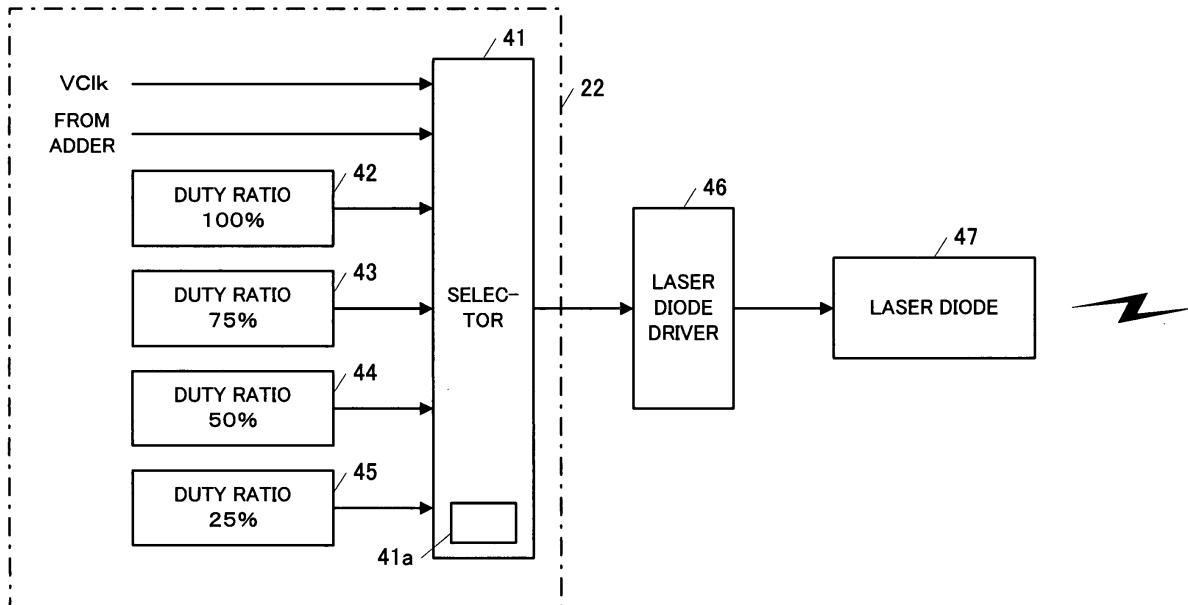 41
VClk
22
FROM
ADDER
42
DUTY RATIO
100%
46
47
43
DUTY RATIO
75%
SELEC-
TOR
LASER
DIODE
DRIVER
LASER DIODE
44
DUTY RATIO
50%
45
DUTY RATIO
25%
41a